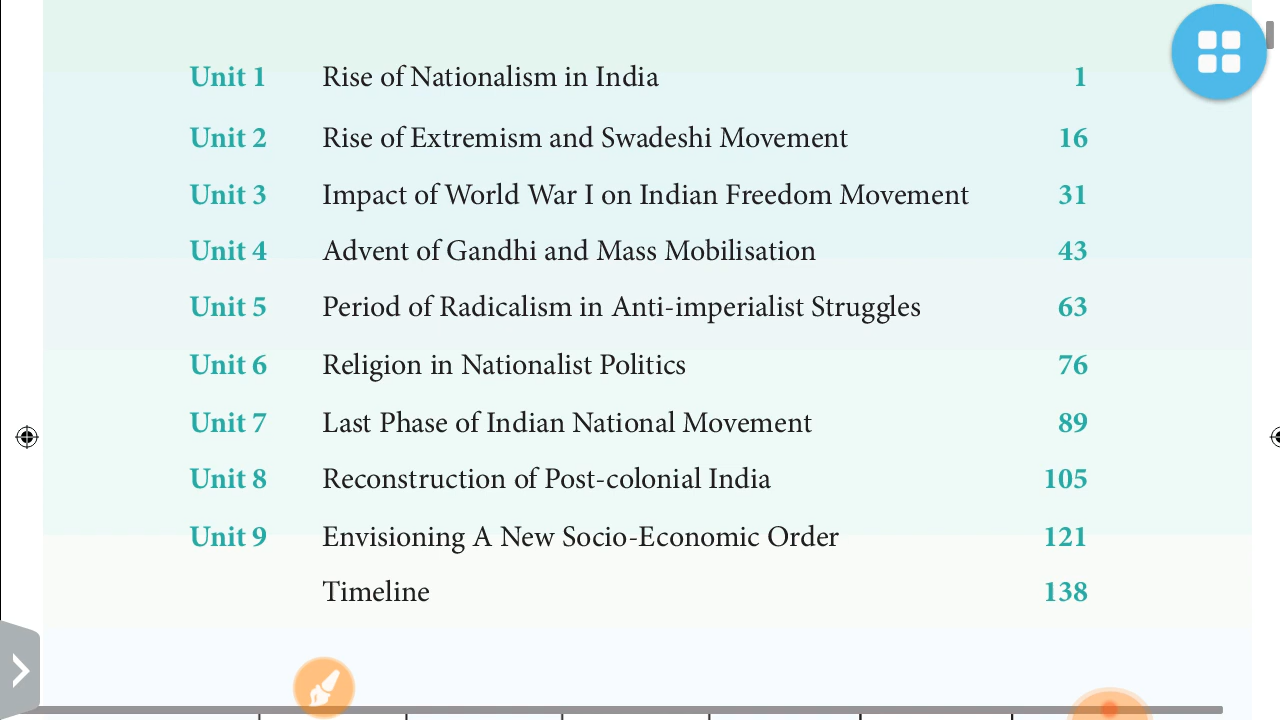 Unit 1 Rise of Nationalism in India 1
Unit 2 Rise of Extremism and Swadeshi Movement 16
Unit 3 Impact of World War I on Indian Freedom Movement 31
Unit 4 Advent of Gandhi and Mass Mobilisation 43
Unit 5 Period of Radicalism in Anti-imperialist Struggles 63
Unit 6 Religion in Nationalist Politics 76
Unit 7 Last Phase of Indian National Movement 89
Unit 8 Reconstruction of Post-colonial India 105
Unit 9 Envisioning A New Socio-Economic Order 121
Timeline 138